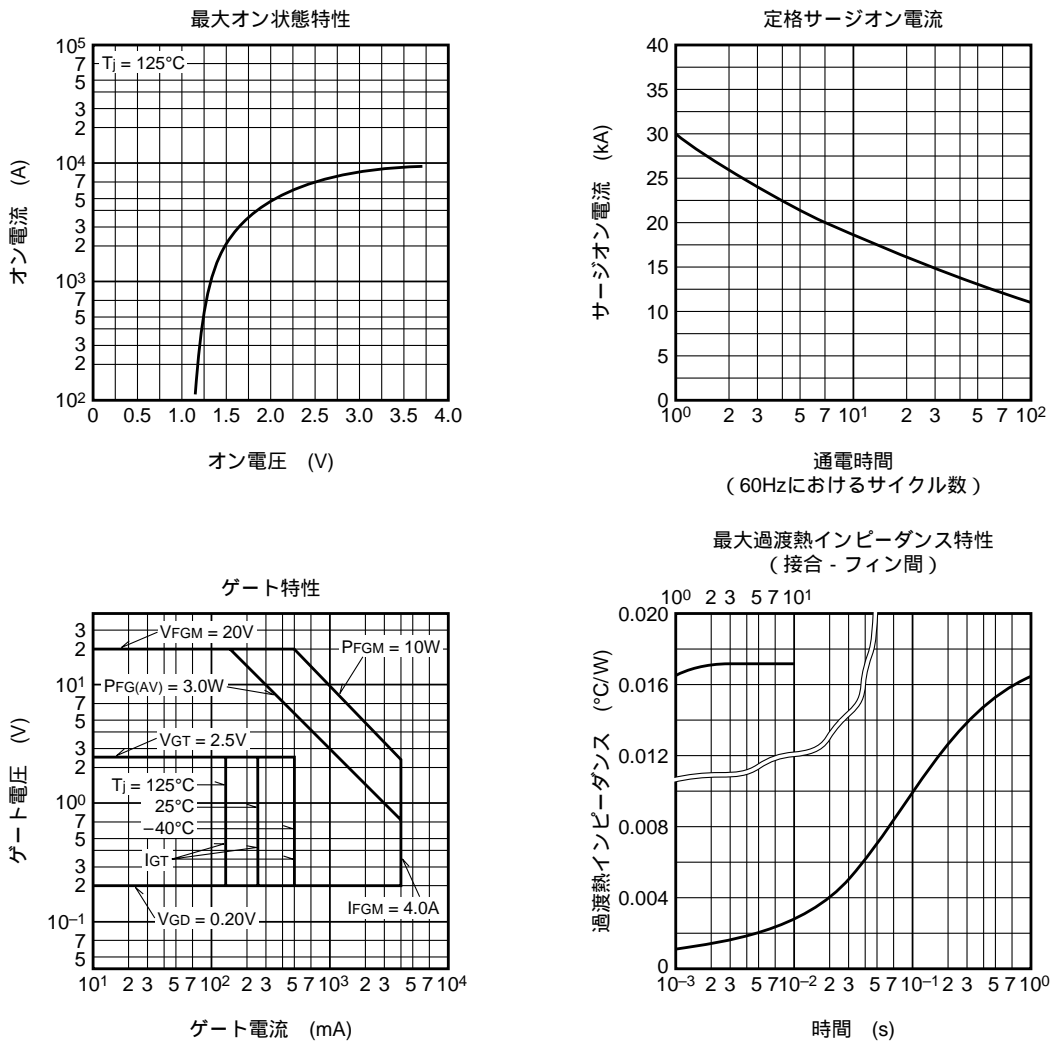 最大オン状態特性
10⁵
7
5
3
2
10⁴
7
5
3
2
10³
7
5
3
2
10²
Tj = 125°C
オン電流 (A)
0 0.5 1.0 1.5 2.0 2.5 3.0 3.5 4.0
オン電圧 (V)
定格サージオン電流
40
35
30
25
20
15
10
5
0
サージオン電流 (kA)
10⁰ 2 3 5 7 10¹ 2 3 5 7 10²
通電時間
( 60Hzにおけるサイクル数 )
ゲート特性
3
2
10¹
7
5
3
2
10⁰
7
5
3
2
10⁻¹
7
5
ゲート電圧 (V)
VFGM = 20V
PFGM = 10W
PFG(AV) = 3.0W
VGT = 2.5V
Tj = 125°C
25°C
−40°C
IGT
VGD = 0.20V
IFGM = 4.0A
10¹ 2 3 5 7 10² 2 3 5 7 10³ 2 3 5 7 10⁴
ゲート電流 (mA)
最大過渡熱インピーダンス特性
( 接合 - フィン間 )
10⁰ 2 3 5 7 10¹
0.020
0.016
0.012
0.008
0.004
0
過渡熱インピーダンス (°C/W)
10⁻³ 2 3 5 7 10⁻² 2 3 5 7 10⁻¹ 2 3 5 7 10⁰
時間 (s)